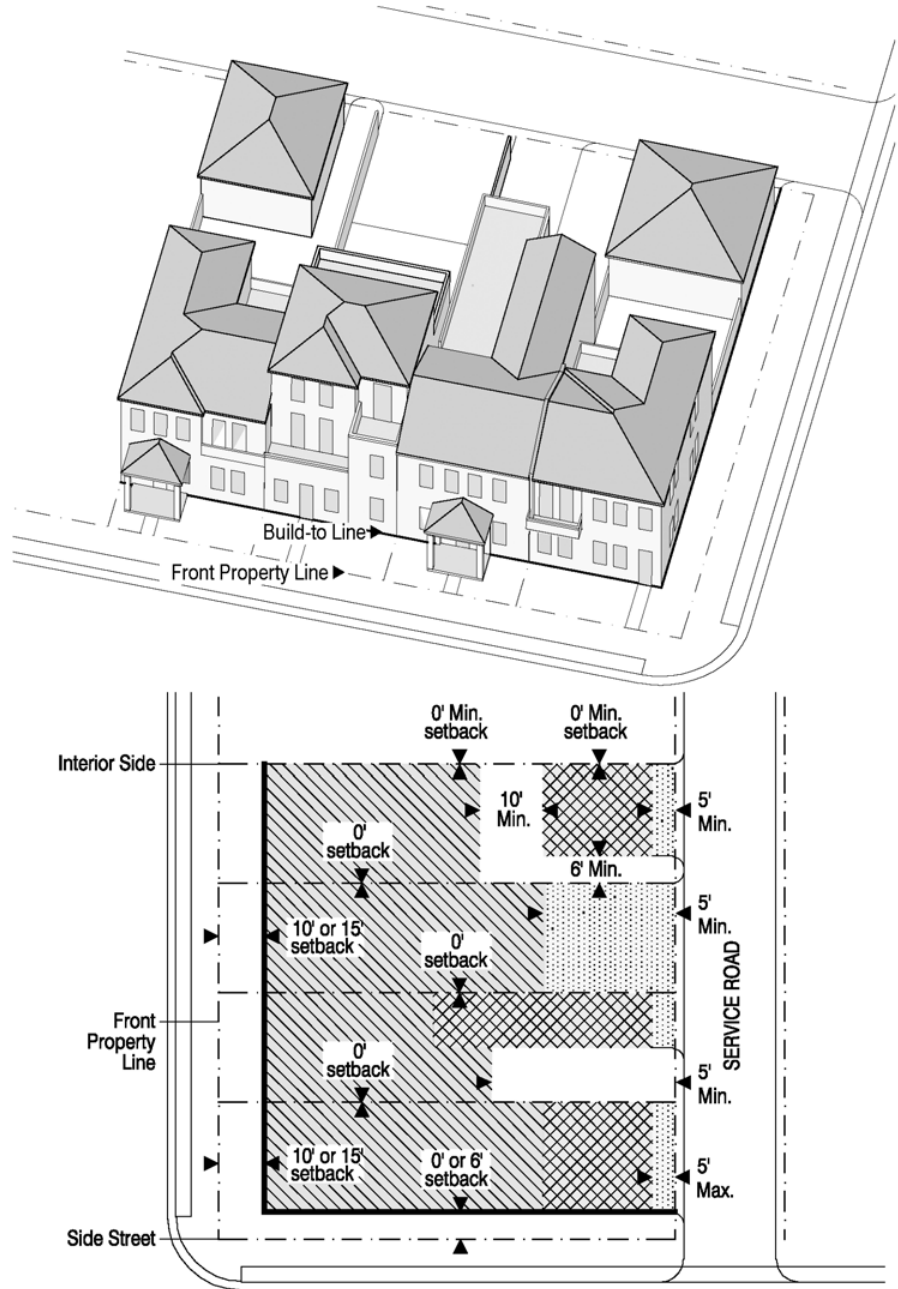 Build-to Line
Front Property Line
0' Min.
setback
0' Min.
setback
Interior Side
10'
Min.
5'
Min.
0'
setback
6' Min.
10' or 15'
setback
0'
setback
5'
Min.
SERVICE ROAD
Front
Property
Line
0'
setback
5'
Min.
10' or 15'
setback
0' or 6'
setback
5'
Max.
Side Street